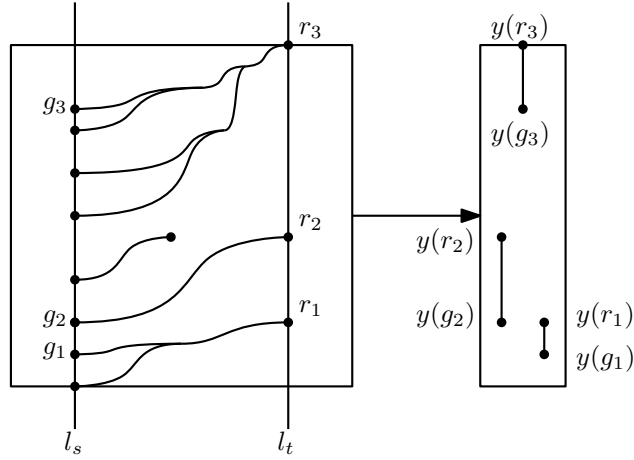 r3
y(r3)
g3
y(g3)
r2
y(r2)
r1
g2
y(g2)
y(r1)
g1
y(g1)
ls
lt